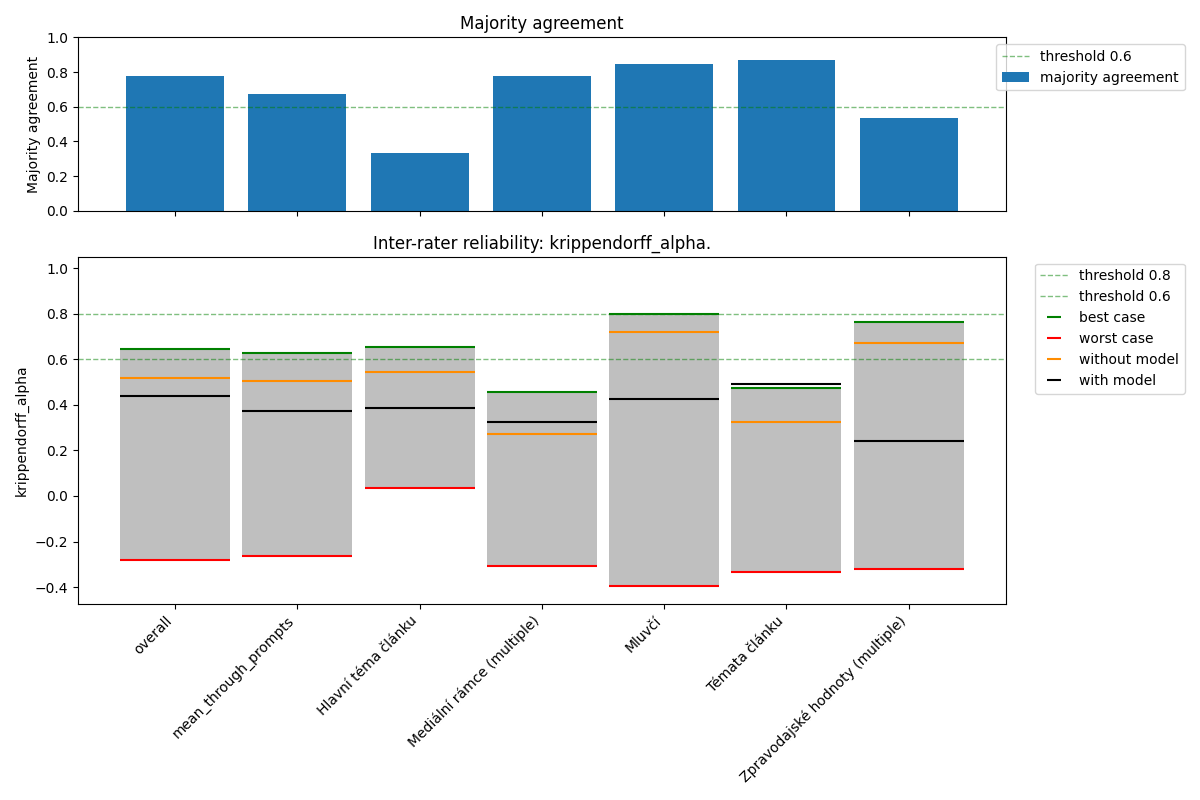 Majority agreement
Majority agreement
1.0
0.8
0.6
0.4
0.2
0.0
threshold 0.6
majority agreement
Inter-rater reliability: krippendorff_alpha.
krippendorff_alpha
1.0
0.8
0.6
0.4
0.2
0.0
−0.2
−0.4
threshold 0.8
threshold 0.6
best case
worst case
without model
with model
overall
mean_through_prompts
Hlavní téma článku
Mediální rámce (multiple)
Mluvčí
Témata článku
Zpravodajské hodnoty (multiple)